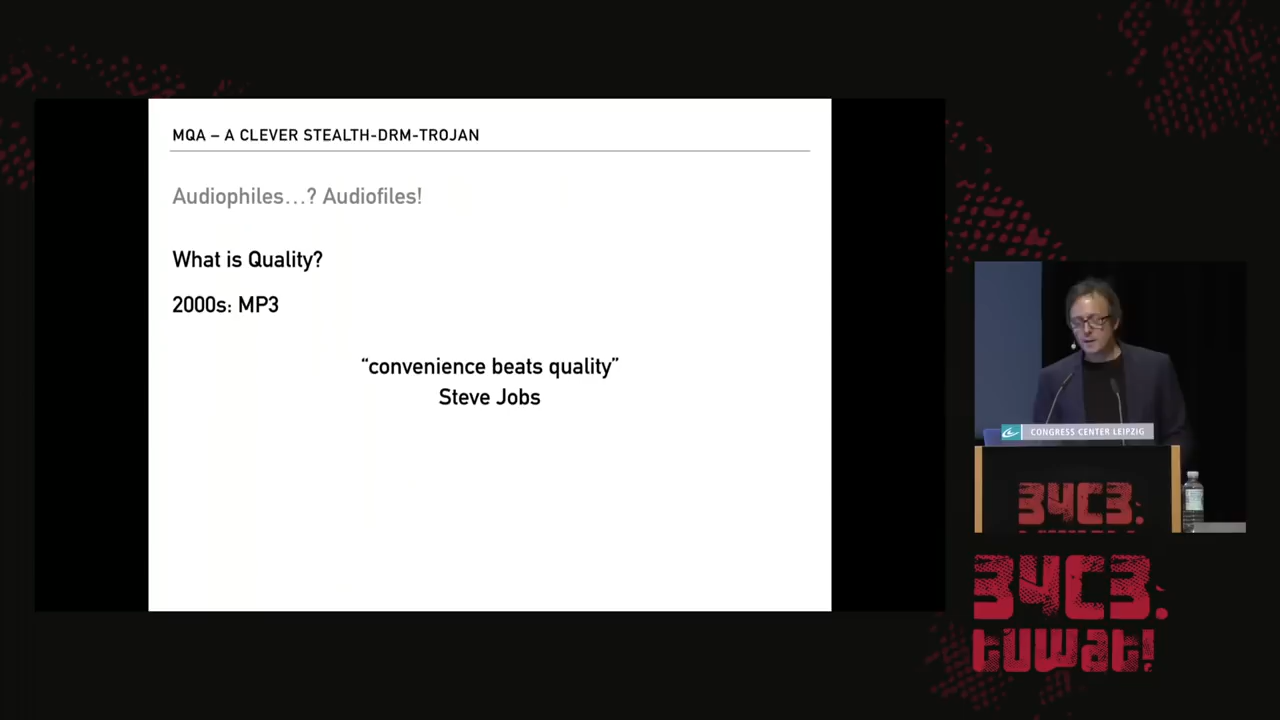 MQA – A CLEVER STEALTH-DRM-TROJAN
Audiophiles…? Audiofiles!
What is Quality?
2000s: MP3
“convenience beats quality”
Steve Jobs
CONGRESS CENTER LEIPZIG
34C3.
34C3.
tuwat!